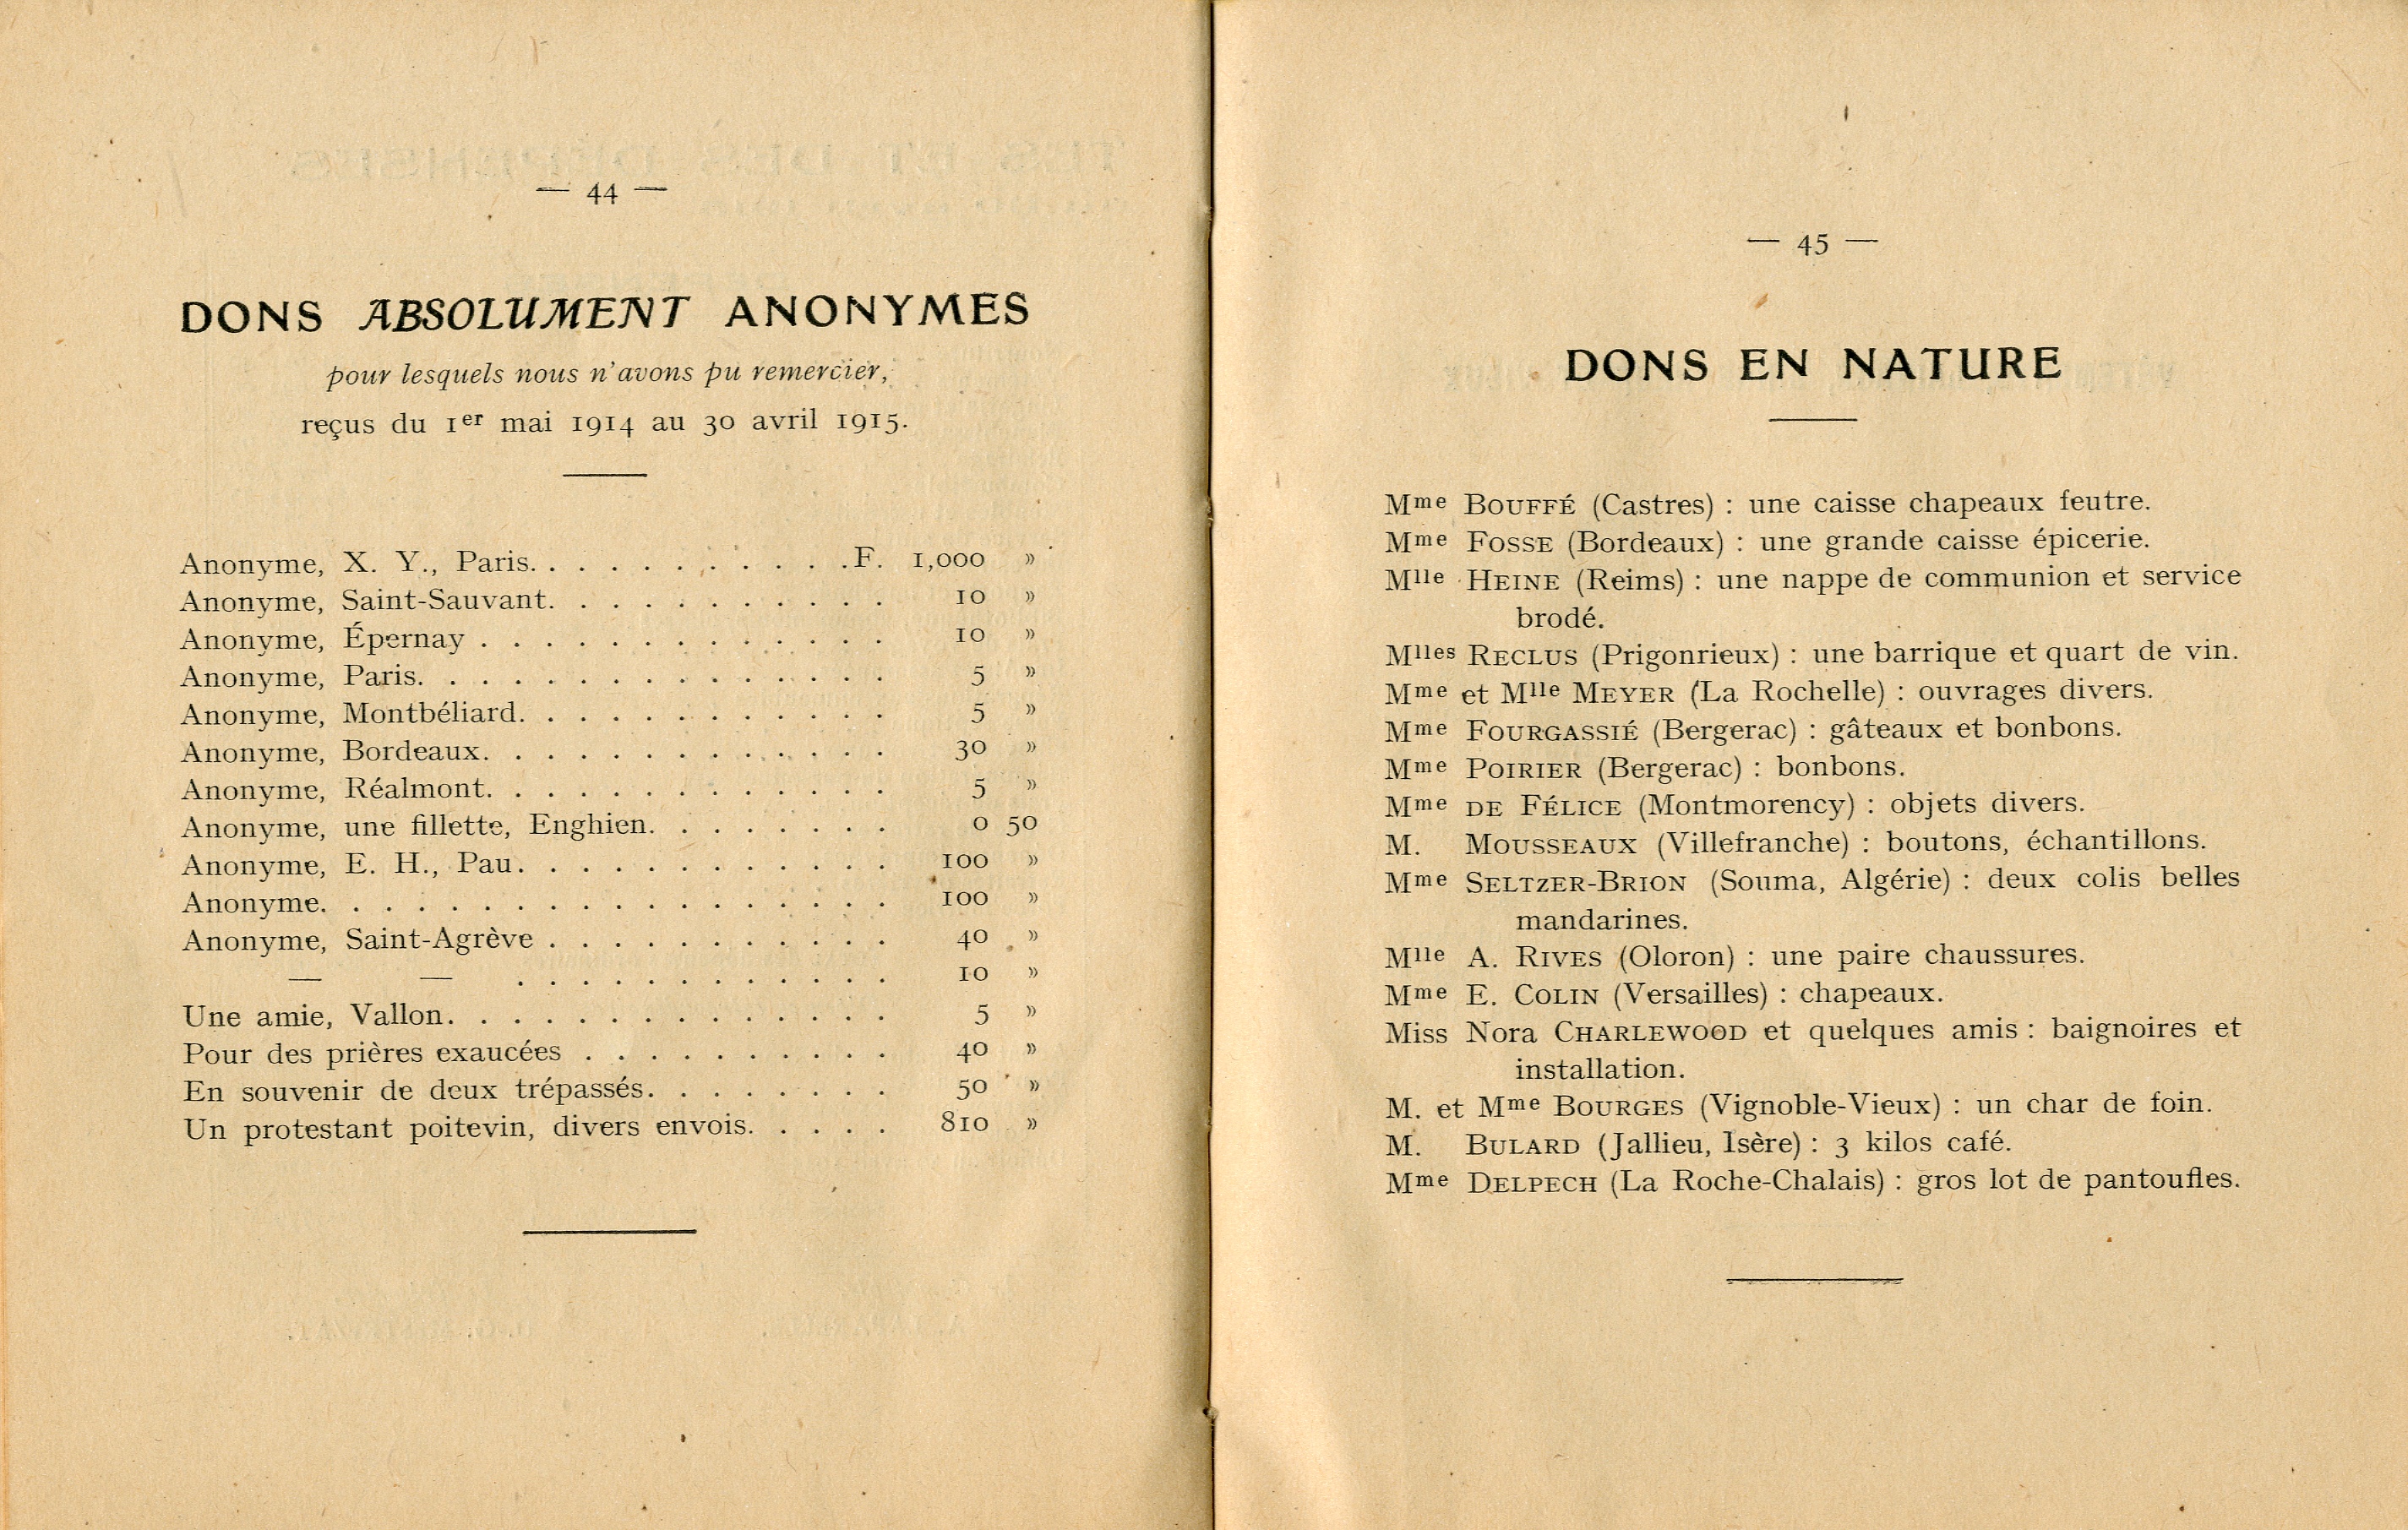 — 44 —
DONS ABSOLUMENT ANONYMES
pour lesquels nous n'avons pu remercier,
reçus du 1er mai 1914 au 30 avril 1915.
Anonyme, X. Y., Paris. . . . . . . . . . .F. 1,000 »
Anonyme, Saint-Sauvant. . . . . . . . . . . 10 »
Anonyme, Épernay . . . . . . . . . . . . . 10 »
Anonyme, Paris. . . . . . . . . . . . . . . 5 »
Anonyme, Montbéliard. . . . . . . . . . . . 5 »
Anonyme, Bordeaux. . . . . . . . . . . . . 30 »
Anonyme, Réalmont. . . . . . . . . . . . . 5 »
Anonyme, une fillette, Enghien. . . . . . . . 0 50
Anonyme, E. H., Pau. . . . . . . . . . . . 100 »
Anonyme. . . . . . . . . . . . . . . . . . 100 »
Anonyme, Saint-Agrève . . . . . . . . . . . 40 »
— — . . . . . . . . . . . . 10 »
Une amie, Vallon. . . . . . . . . . . . . . 5 »
Pour des prières exaucées . . . . . . . . . . 40 »
En souvenir de deux trépassés. . . . . . . . 50 »
Un protestant poitevin, divers envois. . . . . 810 »
— 45 —
DONS EN NATURE
Mme BOUFFÉ (Castres) : une caisse chapeaux feutre.
Mme FOSSE (Bordeaux) : une grande caisse épicerie.
Mlle HEINE (Reims) : une nappe de communion et service
brodé.
Mlles RECLUS (Prigonrieux) : une barrique et quart de vin.
Mme et Mlle MEYER (La Rochelle) : ouvrages divers.
Mme FOURGASSIÉ (Bergerac) : gâteaux et bonbons.
Mme POIRIER (Bergerac) : bonbons.
Mme DE FÉLICE (Montmorency) : objets divers.
M. MOUSSEAUX (Villefranche) : boutons, échantillons.
Mme SELTZER-BRION (Souma, Algérie) : deux colis belles
mandarines.
Mlle A. RIVES (Oloron) : une paire chaussures.
Mme E. COLIN (Versailles) : chapeaux.
Miss Nora CHARLEWOOD et quelques amis : baignoires et
installation.
M. et Mme BOURGES (Vignoble-Vieux) : un char de foin.
M. BULARD (Jallieu, Isère) : 3 kilos café.
Mme DELPECH (La Roche-Chalais) : gros lot de pantoufles.